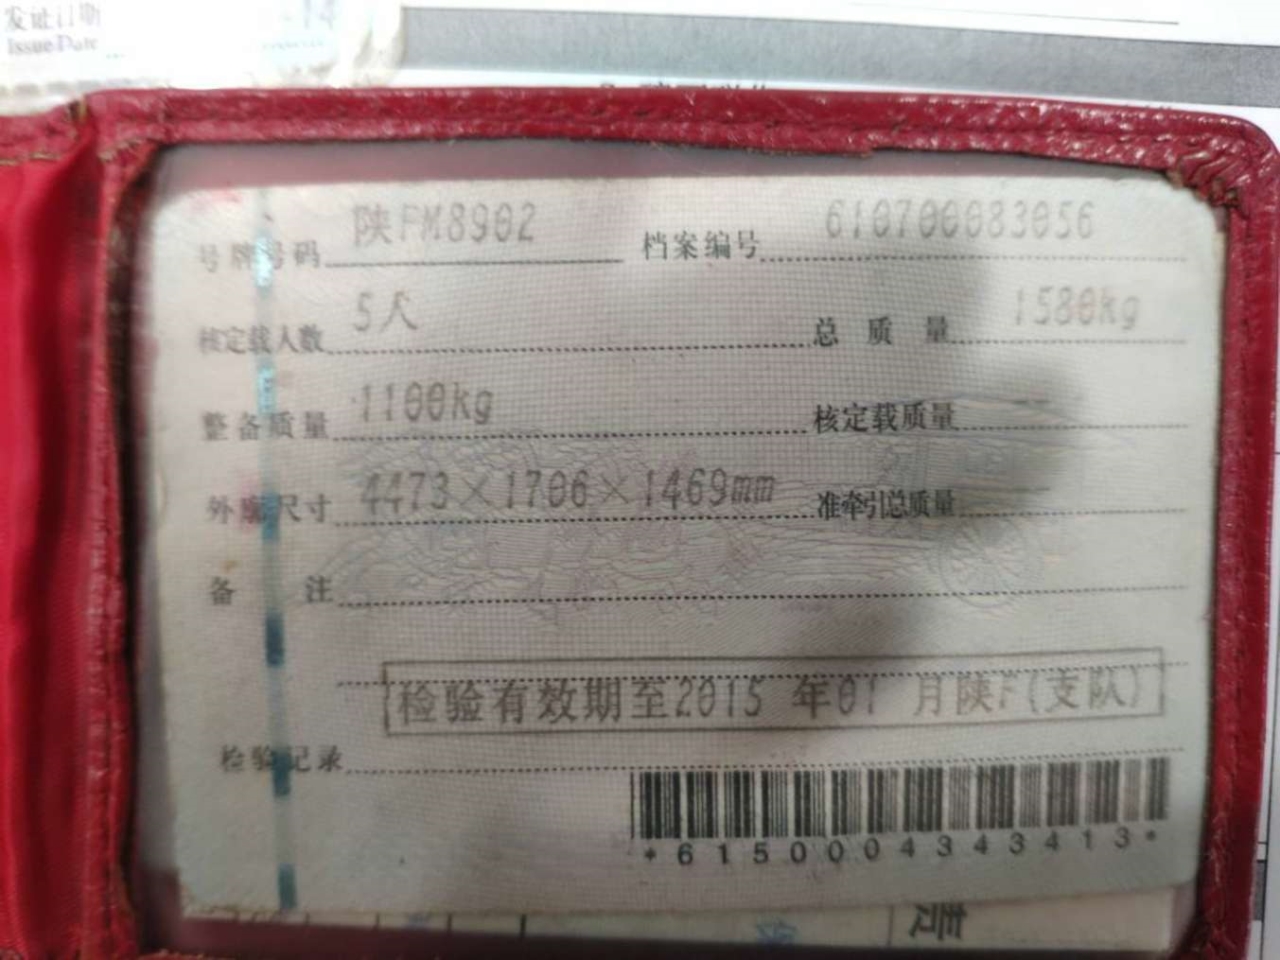 发证日期
Issue Date -14
号牌号码 陕FM8902 档案编号 610700083056
核定载人数 5人 总质量 1580kg
整备质量 1100kg 核定载质量
外廓尺寸 4473×1706×1469mm 准牵引总质量
备注
检验有效期至2015 年01 月陕F(支队)
检验记录
*6150004343413*